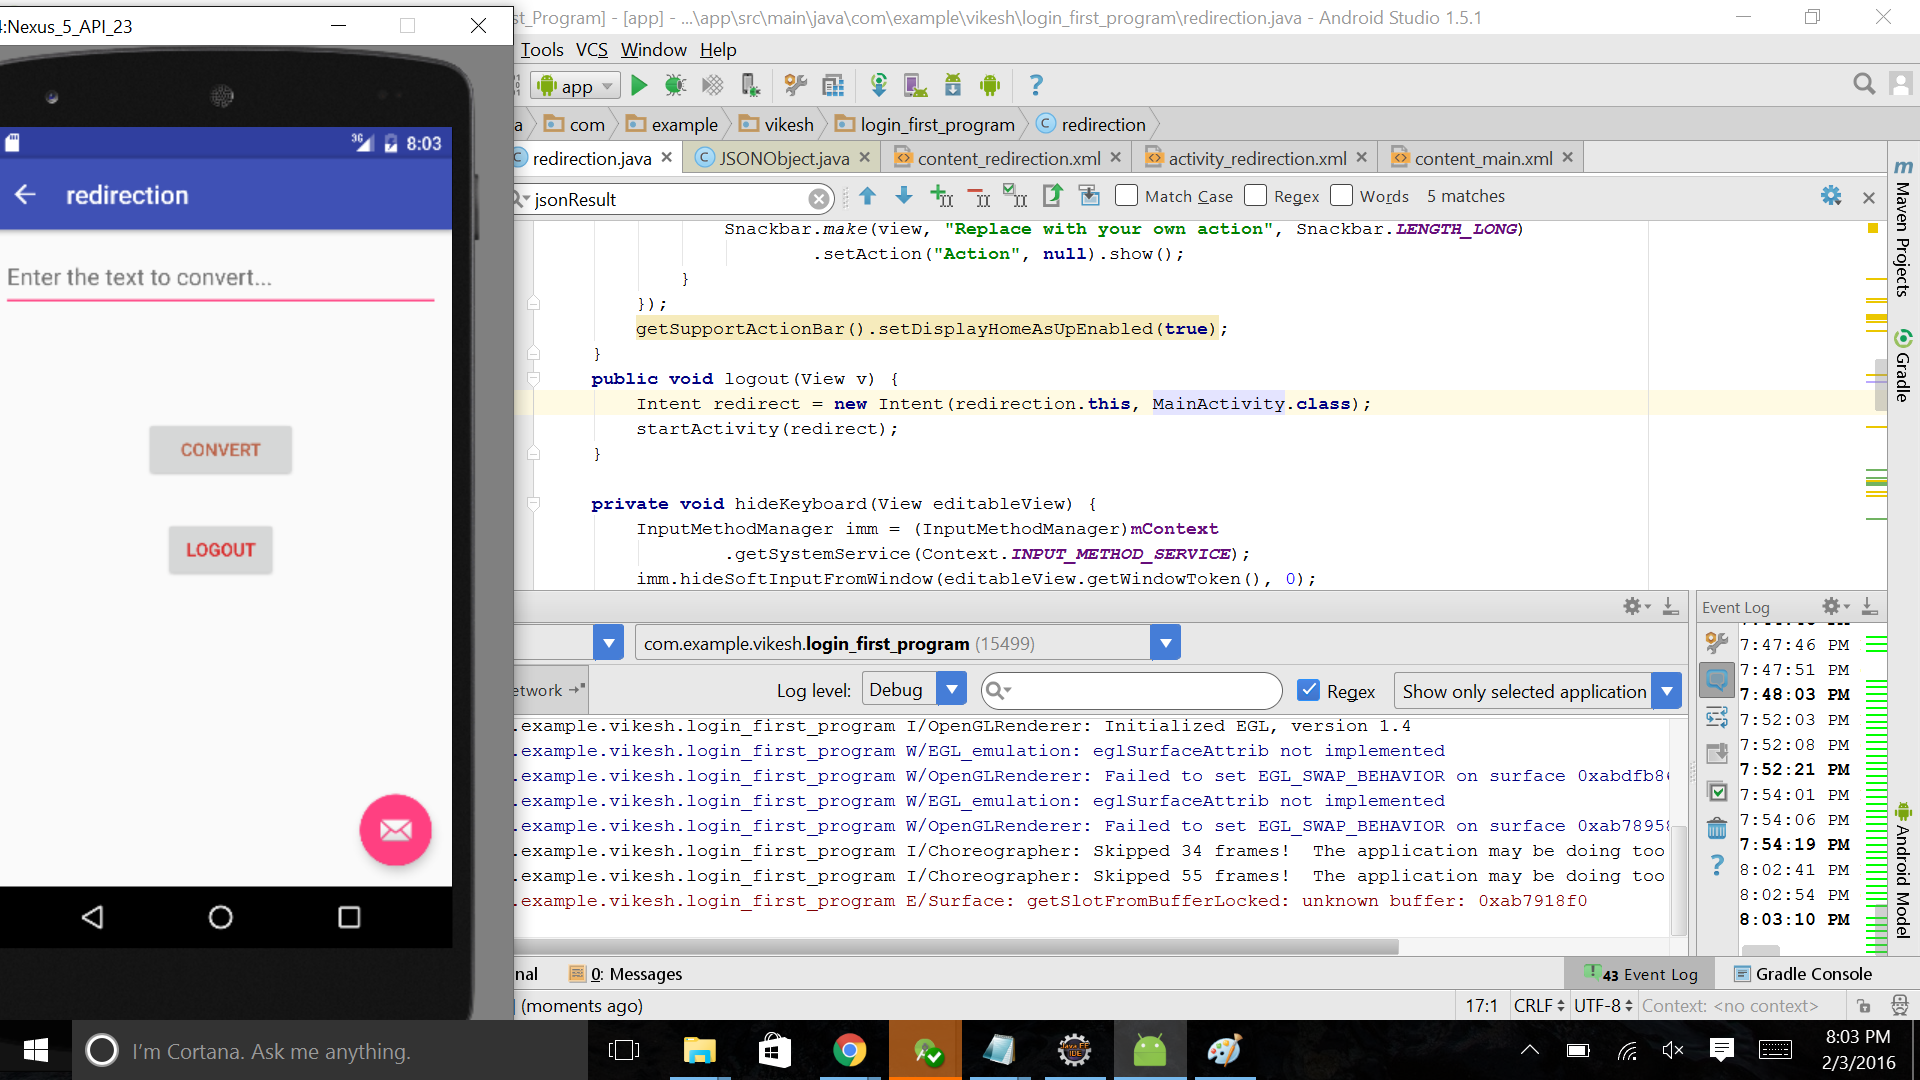 4:Nexus_5_API_23
st_Program] - [app] - ...\app\src\main\java\com\example\vikesh\login_first_program\redirection.java - Android Studio 1.5.1
Tools VCS Window Help
app
a com example vikesh login_first_program redirection
redirection.java JSONObject.java content_redirection.xml activity_redirection.xml content_main.xml
jsonResult Match Case Regex Words 5 matches
3G 8:03
redirection
Enter the text to convert...
CONVERT
LOGOUT
Snackbar.make(view, "Replace with your own action", Snackbar.LENGTH_LONG)
.setAction("Action", null).show();
}
});
getSupportActionBar().setDisplayHomeAsUpEnabled(true);
}
public void logout(View v) {
Intent redirect = new Intent(redirection.this, MainActivity.class);
startActivity(redirect);
}
private void hideKeyboard(View editableView) {
InputMethodManager imm = (InputMethodManager)mContext
.getSystemService(Context.INPUT_METHOD_SERVICE);
imm.hideSoftInputFromWindow(editableView.getWindowToken(), 0);
m Maven Projects
Gradle
Android Model
com.example.vikesh.login_first_program (15499)
etwork Log level: Debug Regex Show only selected application
.example.vikesh.login_first_program I/OpenGLRenderer: Initialized EGL, version 1.4
.example.vikesh.login_first_program W/EGL_emulation: eglSurfaceAttrib not implemented
.example.vikesh.login_first_program W/OpenGLRenderer: Failed to set EGL_SWAP_BEHAVIOR on surface 0xabdfb8
.example.vikesh.login_first_program W/EGL_emulation: eglSurfaceAttrib not implemented
.example.vikesh.login_first_program W/OpenGLRenderer: Failed to set EGL_SWAP_BEHAVIOR on surface 0xab7895
.example.vikesh.login_first_program I/Choreographer: Skipped 34 frames! The application may be doing too
.example.vikesh.login_first_program I/Choreographer: Skipped 55 frames! The application may be doing too
.example.vikesh.login_first_program E/Surface: getSlotFromBufferLocked: unknown buffer: 0xab7918f0
Event Log
7:47:46 PM
7:47:51 PM
7:48:03 PM
7:52:03 PM
7:52:08 PM
7:52:21 PM
7:54:01 PM
7:54:06 PM
7:54:19 PM
8:02:41 PM
8:02:54 PM
8:03:10 PM
nal 0: Messages 43 Event Log Gradle Console
(moments ago) 17:1 CRLF UTF-8 Context: <no context>
I'm Cortana. Ask me anything.
Java EE
IDE
8:03 PM
2/3/2016